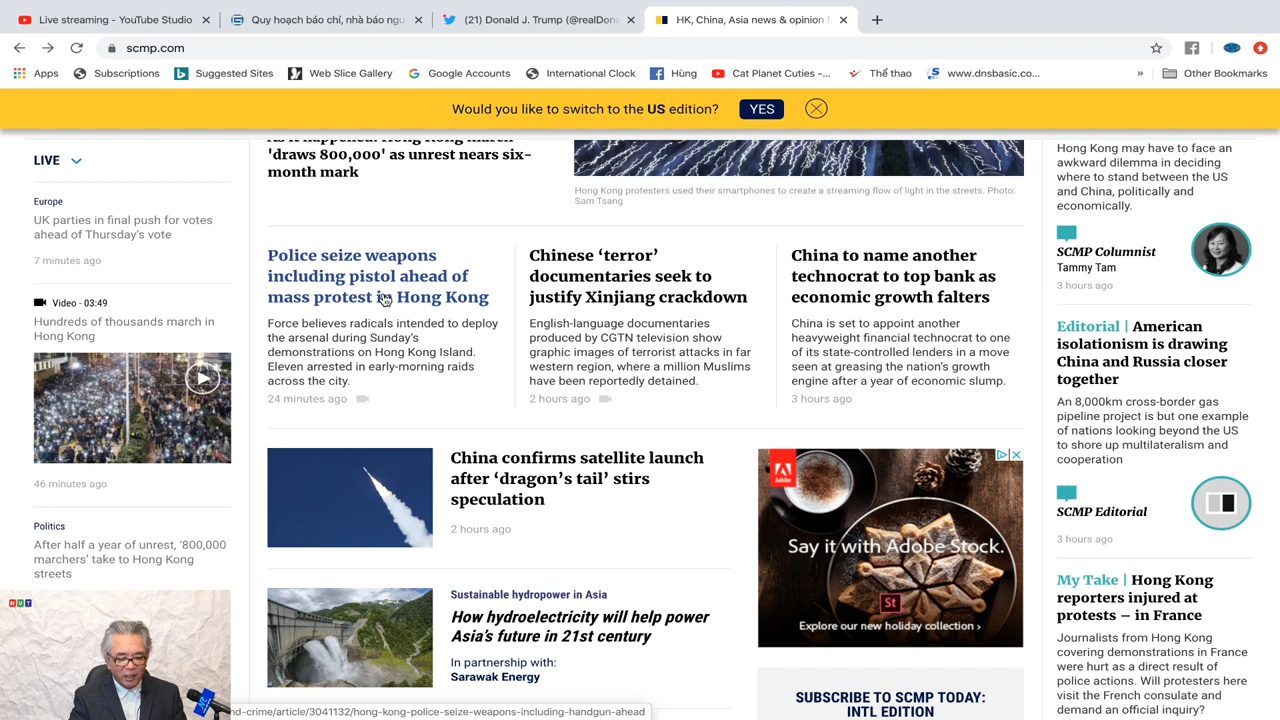 Live streaming - YouTube Studio
Quy hoạch báo chí, nhà báo ngu
(21) Donald J. Trump (@realDona
HK, China, Asia news & opinion f
scmp.com
Apps
Subscriptions
Suggested Sites
Web Slice Gallery
Google Accounts
International Clock
Hùng
Cat Planet Cuties -...
Thể thao
www.dnsbasic.co...
»
Other Bookmarks
Would you like to switch to the US edition?
YES
LIVE
Europe
UK parties in final push for votes
ahead of Thursday's vote
7 minutes ago
Video - 03:49
Hundreds of thousands march in
Hong Kong
46 minutes ago
Politics
After half a year of unrest, '800,000
marchers' take to Hong Kong
streets
HVT
As it happened: Hong Kong march
'draws 800,000' as unrest nears six-
month mark
Hong Kong protesters used their smartphones to create a streaming flow of light in the streets. Photo:
Sam Tsang
Police seize weapons
including pistol ahead of
mass protest in Hong Kong
Force believes radicals intended to deploy
the arsenal during Sunday's
demonstrations on Hong Kong Island.
Eleven arrested in early-morning raids
across the city.
24 minutes ago
Chinese ‘terror’
documentaries seek to
justify Xinjiang crackdown
English-language documentaries
produced by CGTN television show
graphic images of terrorist attacks in far
western region, where a million Muslims
have been reportedly detained.
2 hours ago
China to name another
technocrat to top bank as
economic growth falters
China is set to appoint another
heavyweight financial technocrat to one
of its state-controlled lenders in a move
seen at greasing the nation's growth
engine after a year of economic slump.
3 hours ago
China confirms satellite launch
after ‘dragon’s tail’ stirs
speculation
2 hours ago
Sustainable hydropower in Asia
How hydroelectricity will help power
Asia's future in 21st century
In partnership with:
Sarawak Energy
Adobe
Say it with Adobe Stock.
St
Explore our new holiday collection ›
SUBSCRIBE TO SCMP TODAY:
INTL EDITION
Hong Kong may have to face an
awkward dilemma in deciding
where to stand between the US
and China, politically and
economically.
SCMP Columnist
Tammy Tam
3 hours ago
Editorial | American
isolationism is drawing
China and Russia closer
together
An 8,000km cross-border gas
pipeline project is but one example
of nations looking beyond the US
to shore up multilateralism and
cooperation
SCMP Editorial
3 hours ago
My Take | Hong Kong
reporters injured at
protests – in France
Journalists from Hong Kong
covering demonstrations in France
were hurt as a direct result of
police actions. Will protesters here
visit the French consulate and
demand an official inquiry?
nd-crime/article/3041132/hong-kong-police-seize-weapons-including-handgun-ahead